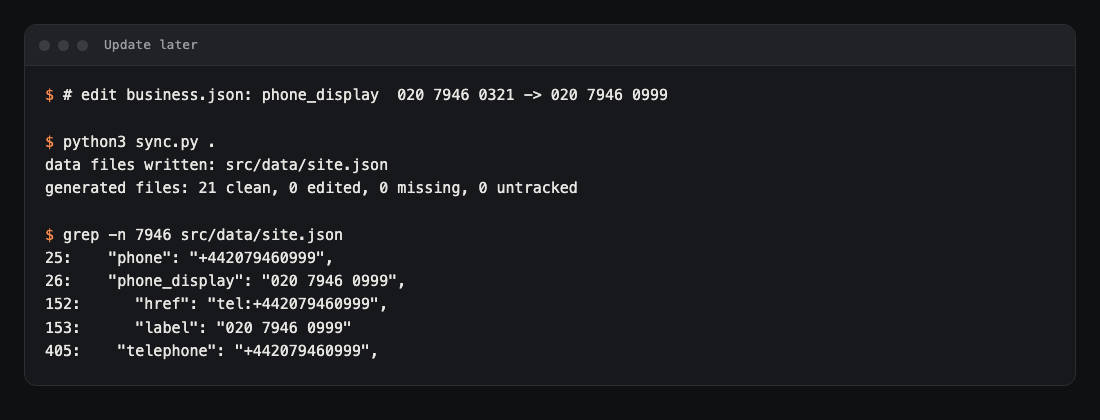 Update later
$ # edit business.json: phone_display  020 7946 0321 -> 020 7946 0999
$ python3 sync.py .
data files written: src/data/site.json
generated files: 21 clean, 0 edited, 0 missing, 0 untracked
$ grep -n 7946 src/data/site.json
25:    "phone": "+442079460999",
26:    "phone_display": "020 7946 0999",
152:      "href": "tel:+442079460999",
153:      "label": "020 7946 0999"
405:    "telephone": "+442079460999",